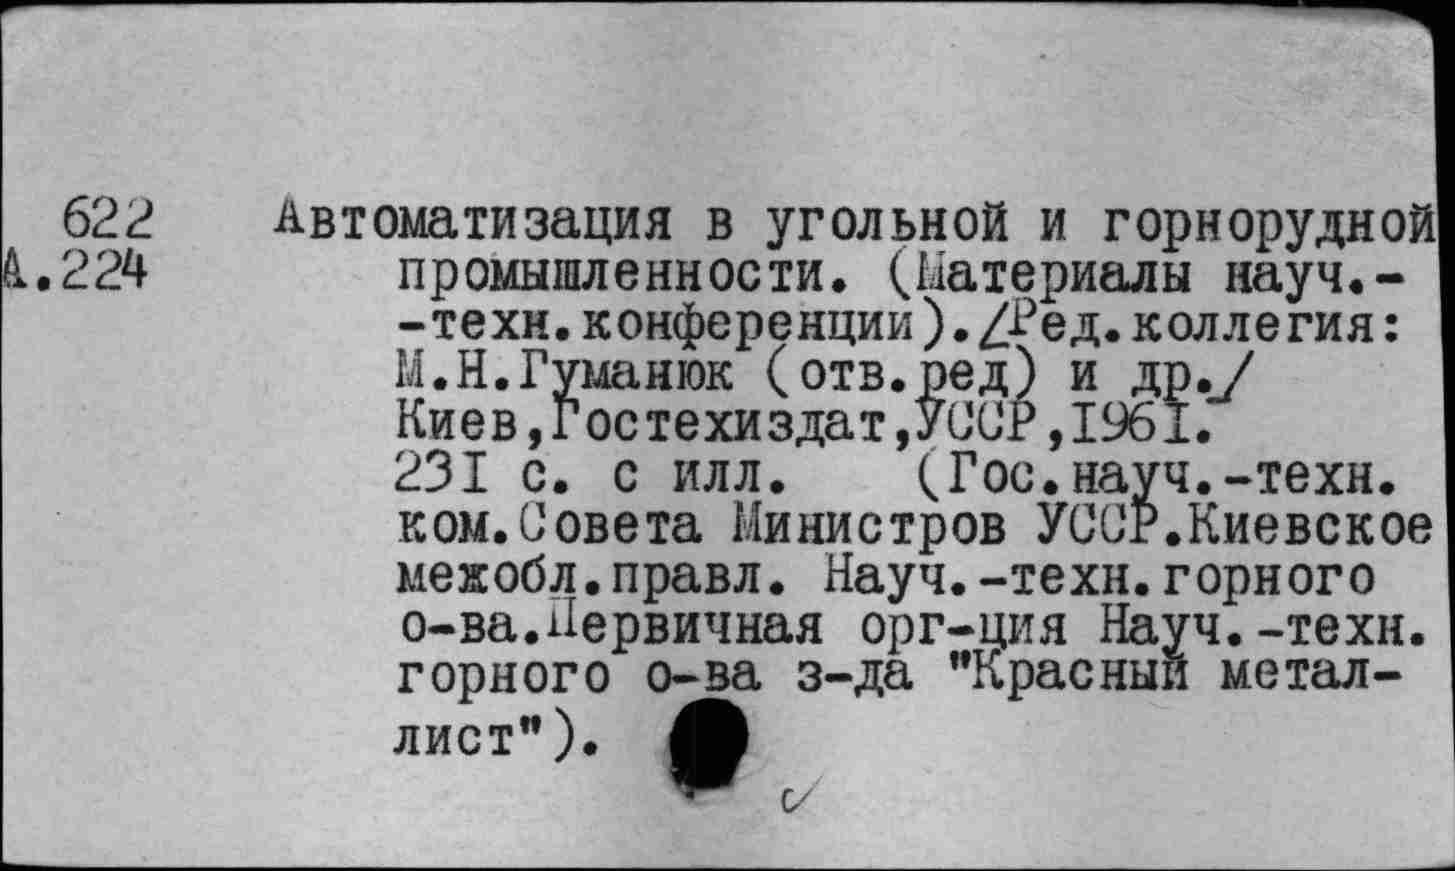 622 Автоматизация в угольной и горнорудной
А.224 промышленности. (Материалы науч.-
-техн.конференции)./Ред.коллегия:
М.Н.Гуманюк (отв.ред) и др./
Киев,Гостехиздат,УССР,1961.
231 с. с илл. (Гос.науч.-техн.
ком.Совета Министров УССР.Киевское
межобл.правл. Науч.-техн.горного
о-ва.Первичная орг-ция Науч.-техн.
горного о-ва з-да "Красный метал-
лист").